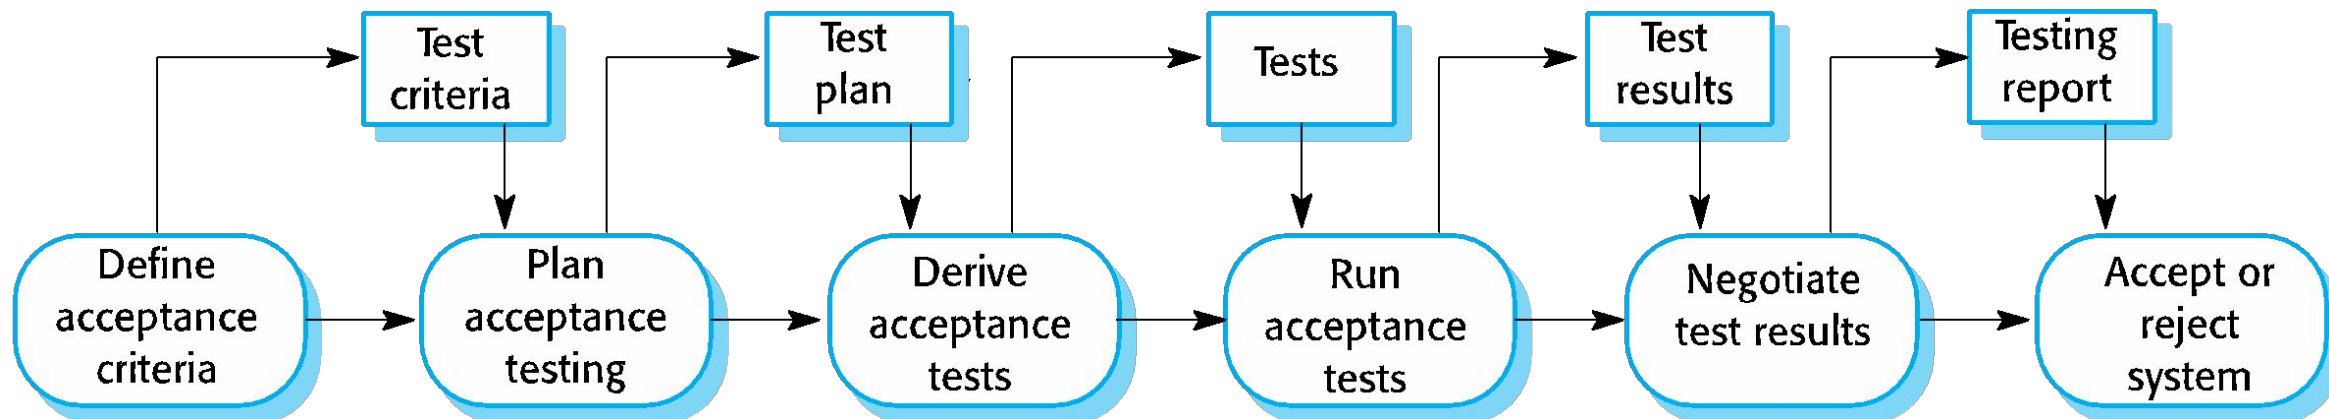 Test
criteria
Test
plan
Tests
Test
results
Testing
report
Define
acceptance
criteria
Plan
acceptance
testing
Derive
acceptance
tests
Run
acceptance
tests
Negotiate
test results
Accept or
reject
system